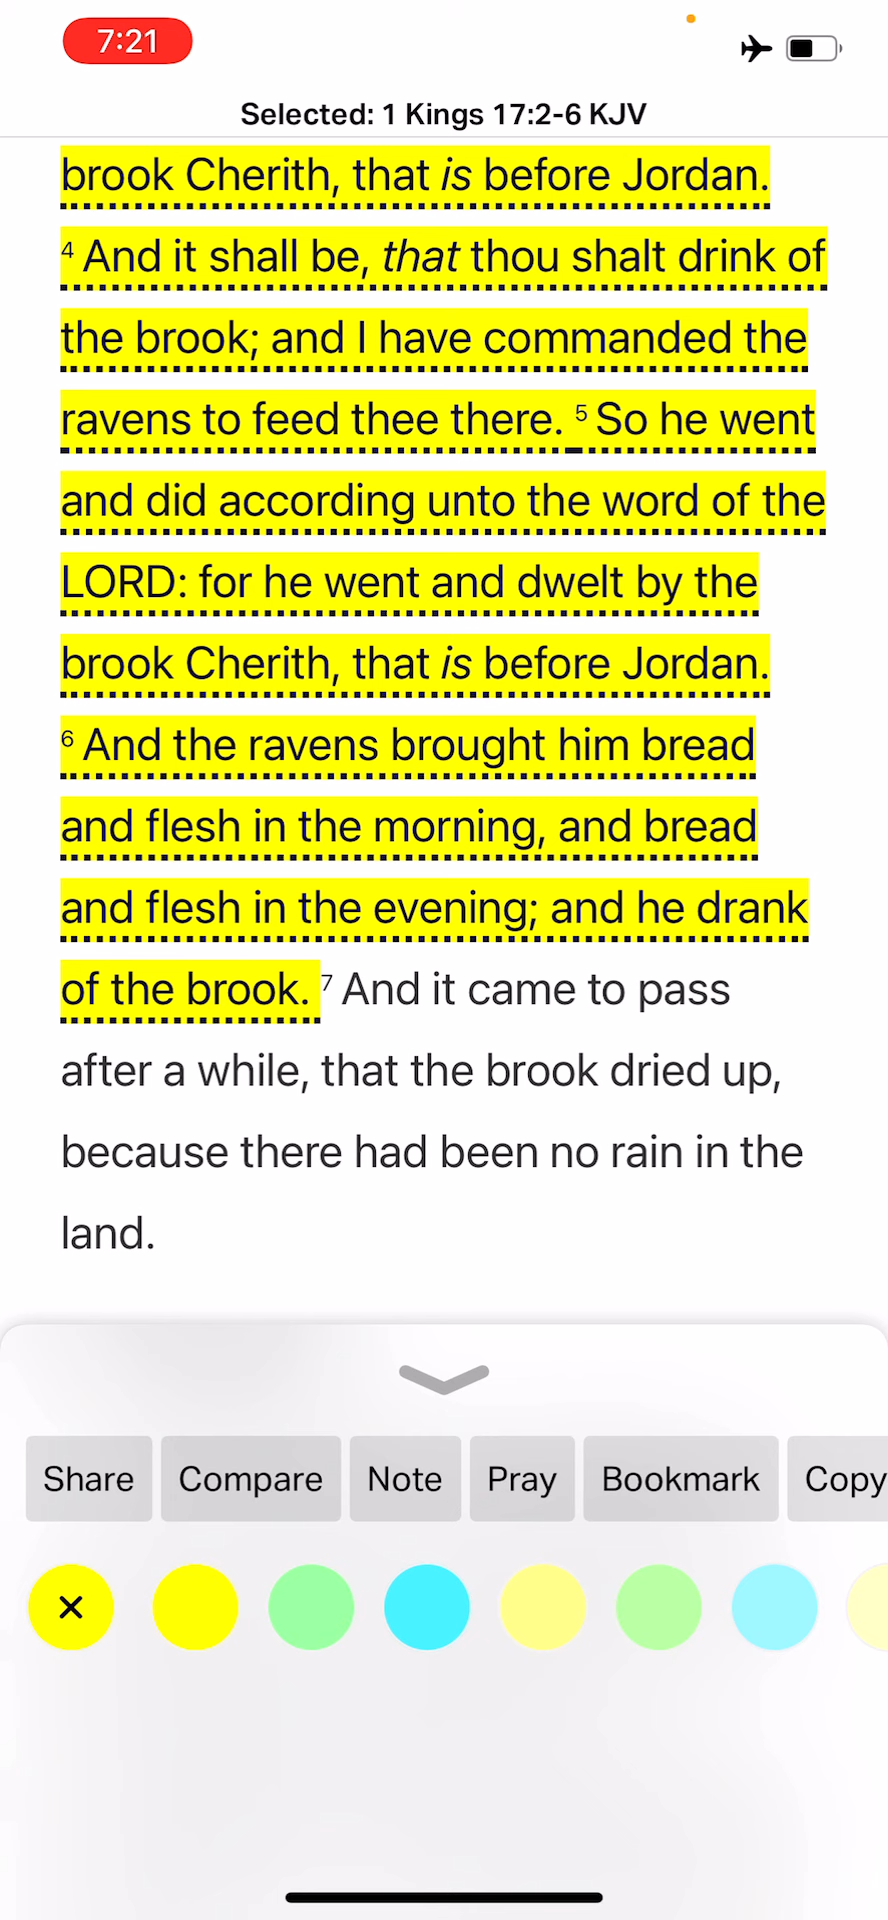 7:21
Selected: 1 Kings 17:2-6 KJV
brook Cherith, that is before Jordan.
4 And it shall be, that thou shalt drink of
the brook; and I have commanded the
ravens to feed thee there. 5 So he went
and did according unto the word of the
LORD: for he went and dwelt by the
brook Cherith, that is before Jordan.
6 And the ravens brought him bread
and flesh in the morning, and bread
and flesh in the evening; and he drank
of the brook. 7 And it came to pass
after a while, that the brook dried up,
because there had been no rain in the
land.
Share Compare Note Pray Bookmark Copy